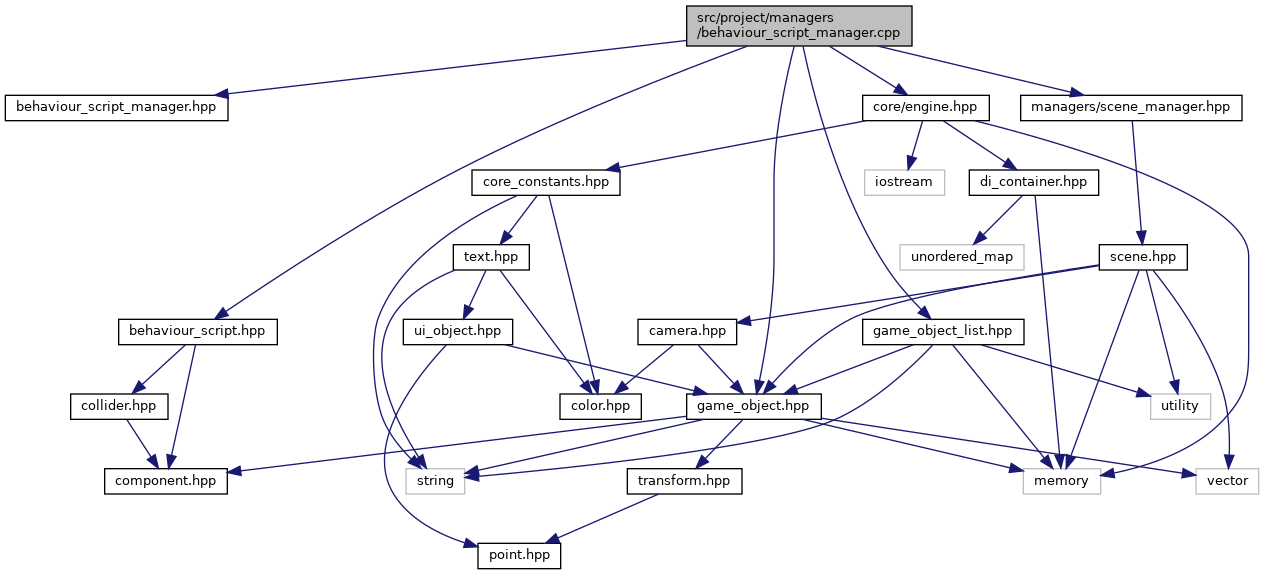 src/project/managers
/behaviour_script_manager.cpp
behaviour_script_manager.hpp
core/engine.hpp
managers/scene_manager.hpp
core_constants.hpp
iostream
di_container.hpp
text.hpp
unordered_map
scene.hpp
behaviour_script.hpp
ui_object.hpp
camera.hpp
game_object_list.hpp
collider.hpp
color.hpp
game_object.hpp
utility
component.hpp
string
transform.hpp
memory
vector
point.hpp